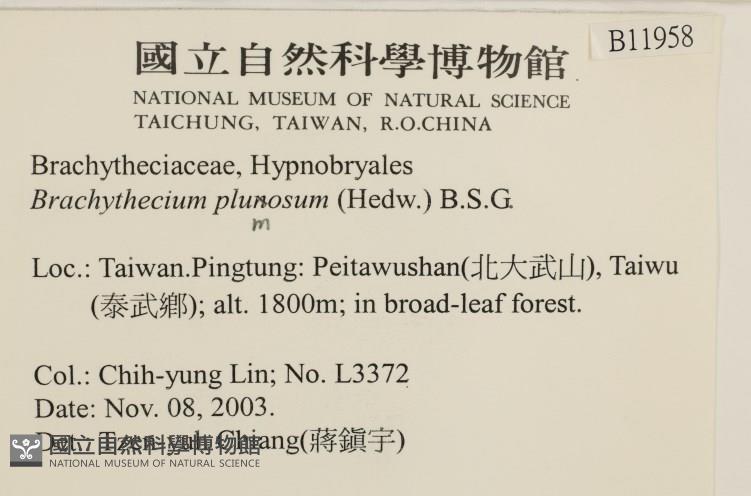 B11958
國立自然科學博物館
NATIONAL MUSEUM OF NATURAL SCIENCE
TAICHUNG, TAIWAN, R.O.CHINA
Brachytheciaceae, Hypnobryales
Brachythecium plunosum (Hedw.) B.S.G.
m
Loc.: Taiwan.Pingtung: Peitawushan(北大武山), Taiwu
(泰武鄉); alt. 1800m; in broad-leaf forest.
Col.: Chih-yung Lin; No. L3372
Date: Nov. 08, 2003.
Chiang(蔣鎮宇)
國立自然科學博物館
NATIONAL MUSEUM OF NATURAL SCIENCE